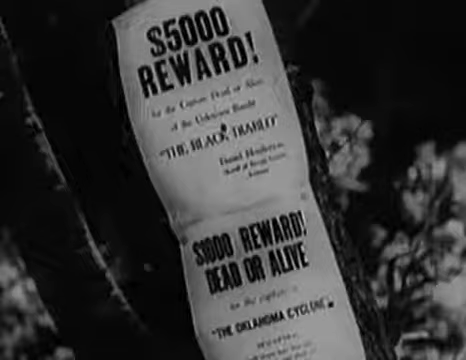 $5000
REWARD!
for the Capture Dead or Alive
of the Unknown Bandit
"THE BLACK DIABLO"
$1000 REWARD!
DEAD OR ALIVE
for the capture of
"THE OKLAHOMA CYCLONE"